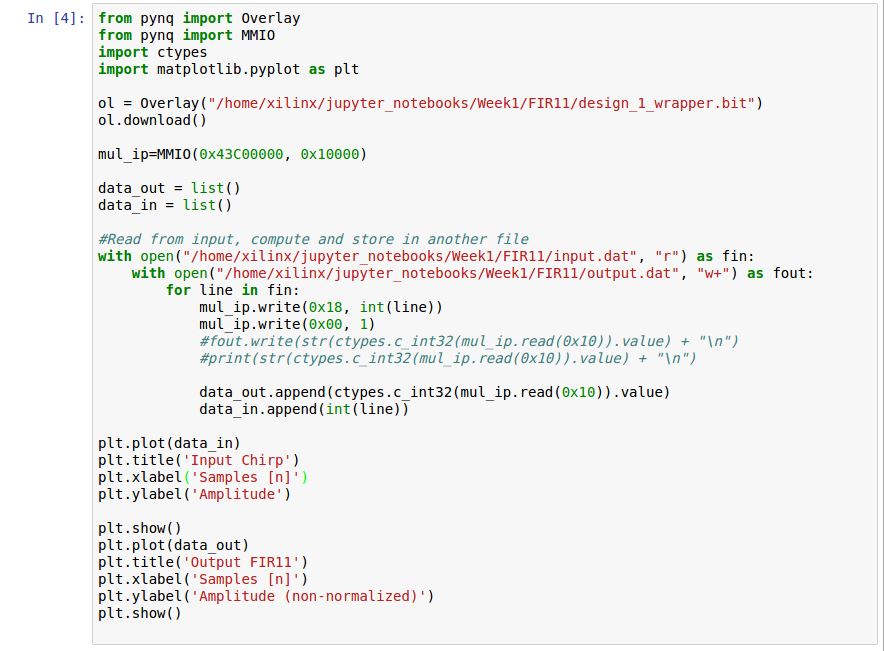 In [4]: from pynq import Overlay
from pynq import MMIO
import ctypes
import matplotlib.pyplot as plt
ol = Overlay("/home/xilinx/jupyter_notebooks/Week1/FIR11/design_1_wrapper.bit")
ol.download()
mul_ip=MMIO(0x43C00000, 0x10000)
data_out = list()
data_in = list()
#Read from input, compute and store in another file
with open("/home/xilinx/jupyter_notebooks/Week1/FIR11/input.dat", "r") as fin:
    with open("/home/xilinx/jupyter_notebooks/Week1/FIR11/output.dat", "w+") as fout:
        for line in fin:
            mul_ip.write(0x18, int(line))
            mul_ip.write(0x00, 1)
            #fout.write(str(ctypes.c_int32(mul_ip.read(0x10)).value) + "\n")
            #print(str(ctypes.c_int32(mul_ip.read(0x10)).value) + "\n")
            data_out.append(ctypes.c_int32(mul_ip.read(0x10)).value)
            data_in.append(int(line))
plt.plot(data_in)
plt.title('Input Chirp')
plt.xlabel('Samples [n]')
plt.ylabel('Amplitude')
plt.show()
plt.plot(data_out)
plt.title('Output FIR11')
plt.xlabel('Samples [n]')
plt.ylabel('Amplitude (non-normalized)')
plt.show()